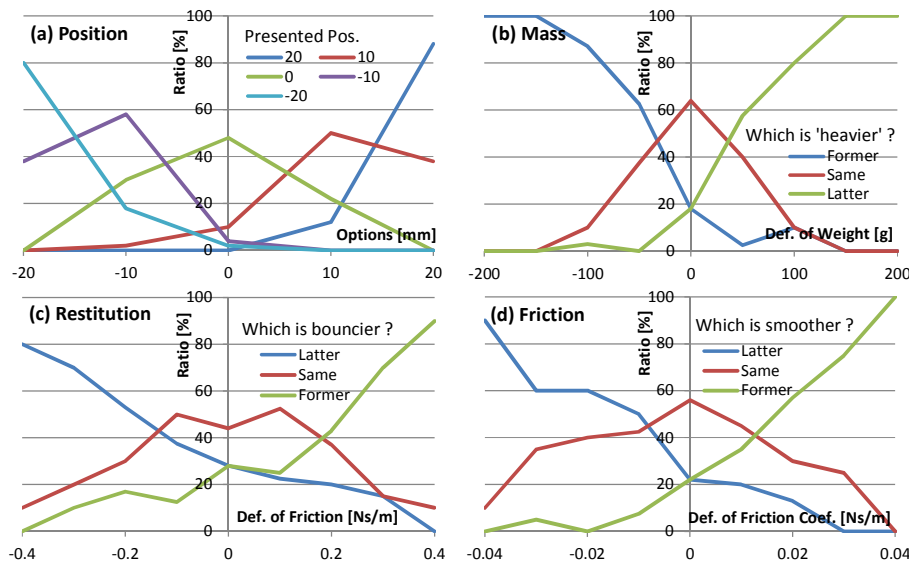 (a) Position
Ratio [%]
100
80
60
40
20
0
Presented Pos.
20
10
0
-10
-20
Options [mm]
-20
-10
0
10
20
(b) Mass
Ratio [%]
100
80
60
40
20
0
Which is 'heavier' ?
Former
Same
Latter
Def. of Weight [g]
-200
-100
0
100
200
(c) Restitution
Ratio [%]
100
80
60
40
20
0
Which is bouncier ?
Latter
Same
Former
Def. of Friction [Ns/m]
-0.4
-0.2
0
0.2
0.4
(d) Friction
Ratio [%]
100
80
60
40
20
0
Which is smoother ?
Latter
Same
Former
Def. of Friction Coef. [Ns/m]
-0.04
-0.02
0
0.02
0.04